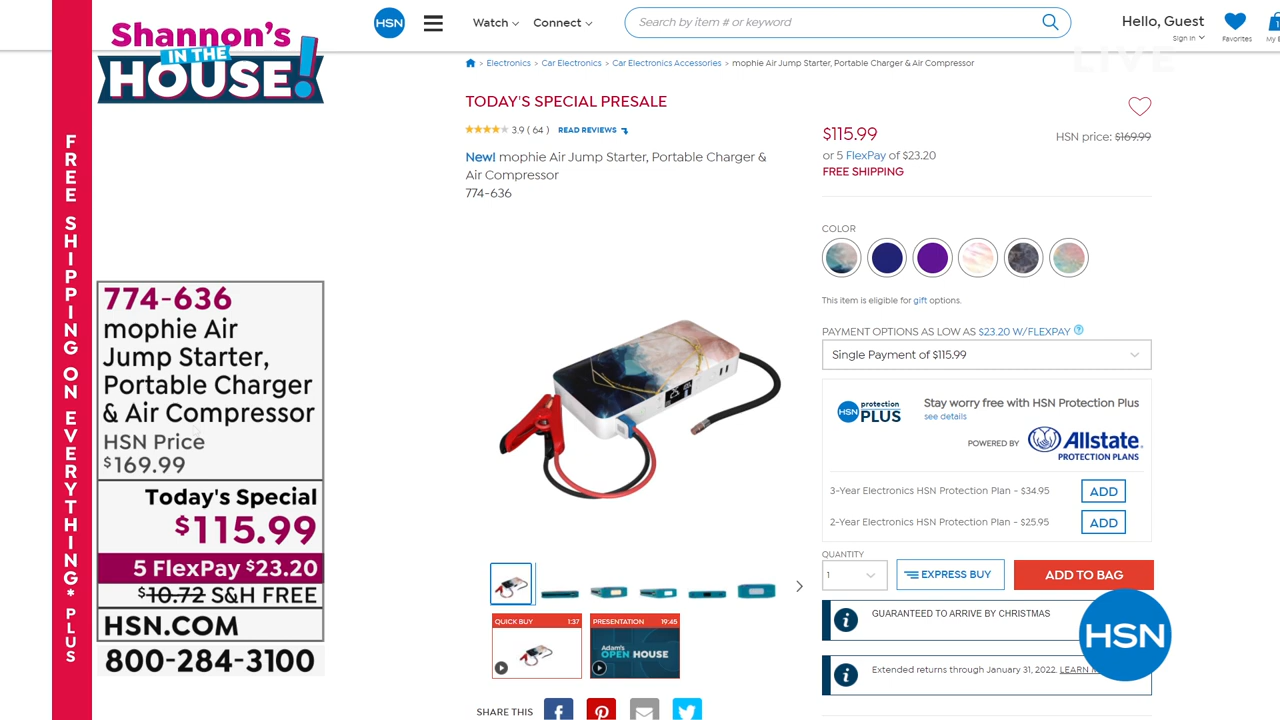 FREE SHIPPING ON EVERYTHING* PLUS
Shannon's
IN THE
HOUSE!
774-636
mophie Air
Jump Starter,
Portable Charger
& Air Compressor
HSN Price
$169.99
Today's Special
$115.99
5 FlexPay $23.20
$10.72 S&H FREE
HSN.COM
800-284-3100
HSN
Watch
Connect
Search by item # or keyword
Hello, Guest
Sign In
Favorites
My B
1
LIVE
> Electronics > Car Electronics > Car Electronics Accessories > mophie Air Jump Starter, Portable Charger & Air Compressor
TODAY'S SPECIAL PRESALE
3.9 ( 64 ) READ REVIEWS
New! mophie Air Jump Starter, Portable Charger &
Air Compressor
774-636
QUICK BUY 1:37
PRESENTATION 19:45
Adam's
OPEN HOUSE
SHARE THIS
$115.99
HSN price: $169.99
or 5 FlexPay of $23.20
FREE SHIPPING
COLOR
This item is eligible for gift options.
PAYMENT OPTIONS AS LOW AS $23.20 W/FLEXPAY ?
Single Payment of $115.99
HSN protection PLUS
Stay worry free with HSN Protection Plus
see details
POWERED BY Allstate.
PROTECTION PLANS
3-Year Electronics HSN Protection Plan - $34.95 ADD
2-Year Electronics HSN Protection Plan - $25.95 ADD
QUANTITY
1
EXPRESS BUY
ADD TO BAG
GUARANTEED TO ARRIVE BY CHRISTMAS
Extended returns through January 31, 2022. LEARN
HSN